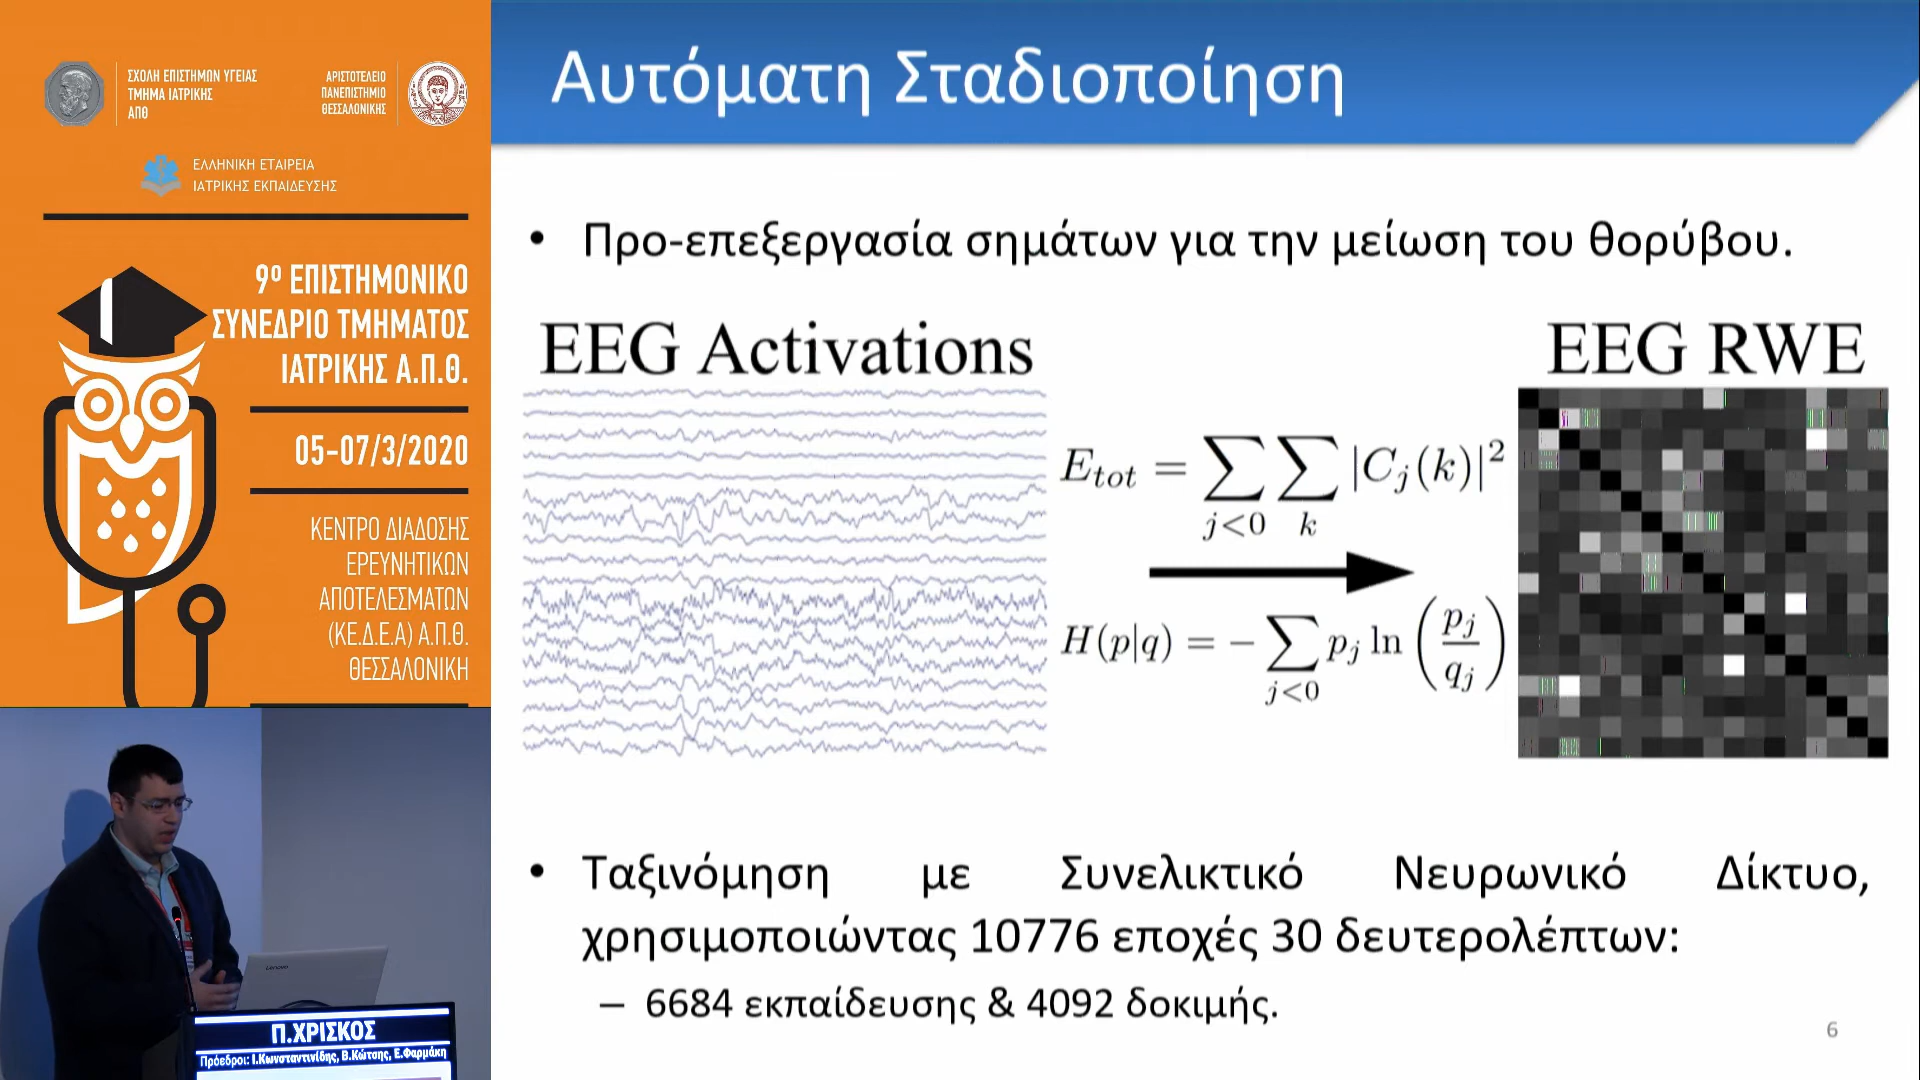 ΣΧΟΛΗ ΕΠΙΣΤΗΜΩΝ ΥΓΕΙΑΣ
ΤΜΗΜΑ ΙΑΤΡΙΚΗΣ
ΑΠΘ
ΑΡΙΣΤΟΤΕΛΕΙΟ
ΠΑΝΕΠΙΣΤΗΜΙΟ
ΘΕΣΣΑΛΟΝΙΚΗΣ
ΕΛΛΗΝΙΚΗ ΕΤΑΙΡΕΙΑ
ΙΑΤΡΙΚΗΣ ΕΚΠΑΙΔΕΥΣΗΣ
9º ΕΠΙΣΤΗΜΟΝΙΚΟ
ΣΥΝΕΔΡΙΟ ΤΜΗΜΑΤΟΣ
ΙΑΤΡΙΚΗΣ Α.Π.Θ.
05-07/3/2020
ΚΕΝΤΡΟ ΔΙΑΔΟΣΗΣ
ΕΡΕΥΝΗΤΙΚΩΝ
ΑΠΟΤΕΛΕΣΜΑΤΩΝ
(ΚΕ.Δ.Ε.Α) Α.Π.Θ.
ΘΕΣΣΑΛΟΝΙΚΗ
Lenovo
Π.ΧΡΙΣΚΟΣ
Πρόεδροι: Ι.Κωνσταντινίδης, Β.Κώτσης, Ε.Φαρμάκη
Αυτόματη Σταδιοποίηση
• Προ-επεξεργασία σημάτων για την μείωση του θορύβου.
EEG Activations
EEG RWE
E_{tot} = \sum_{j<0} \sum_{k} |C_j(k)|^2
H(p|q) = - \sum_{j<0} p_j \ln \left( \frac{p_j}{q_j} \right)
• Ταξινόμηση με Συνελικτικό Νευρωνικό Δίκτυο,
χρησιμοποιώντας 10776 εποχές 30 δευτερολέπτων:
– 6684 εκπαίδευσης & 4092 δοκιμής.
6